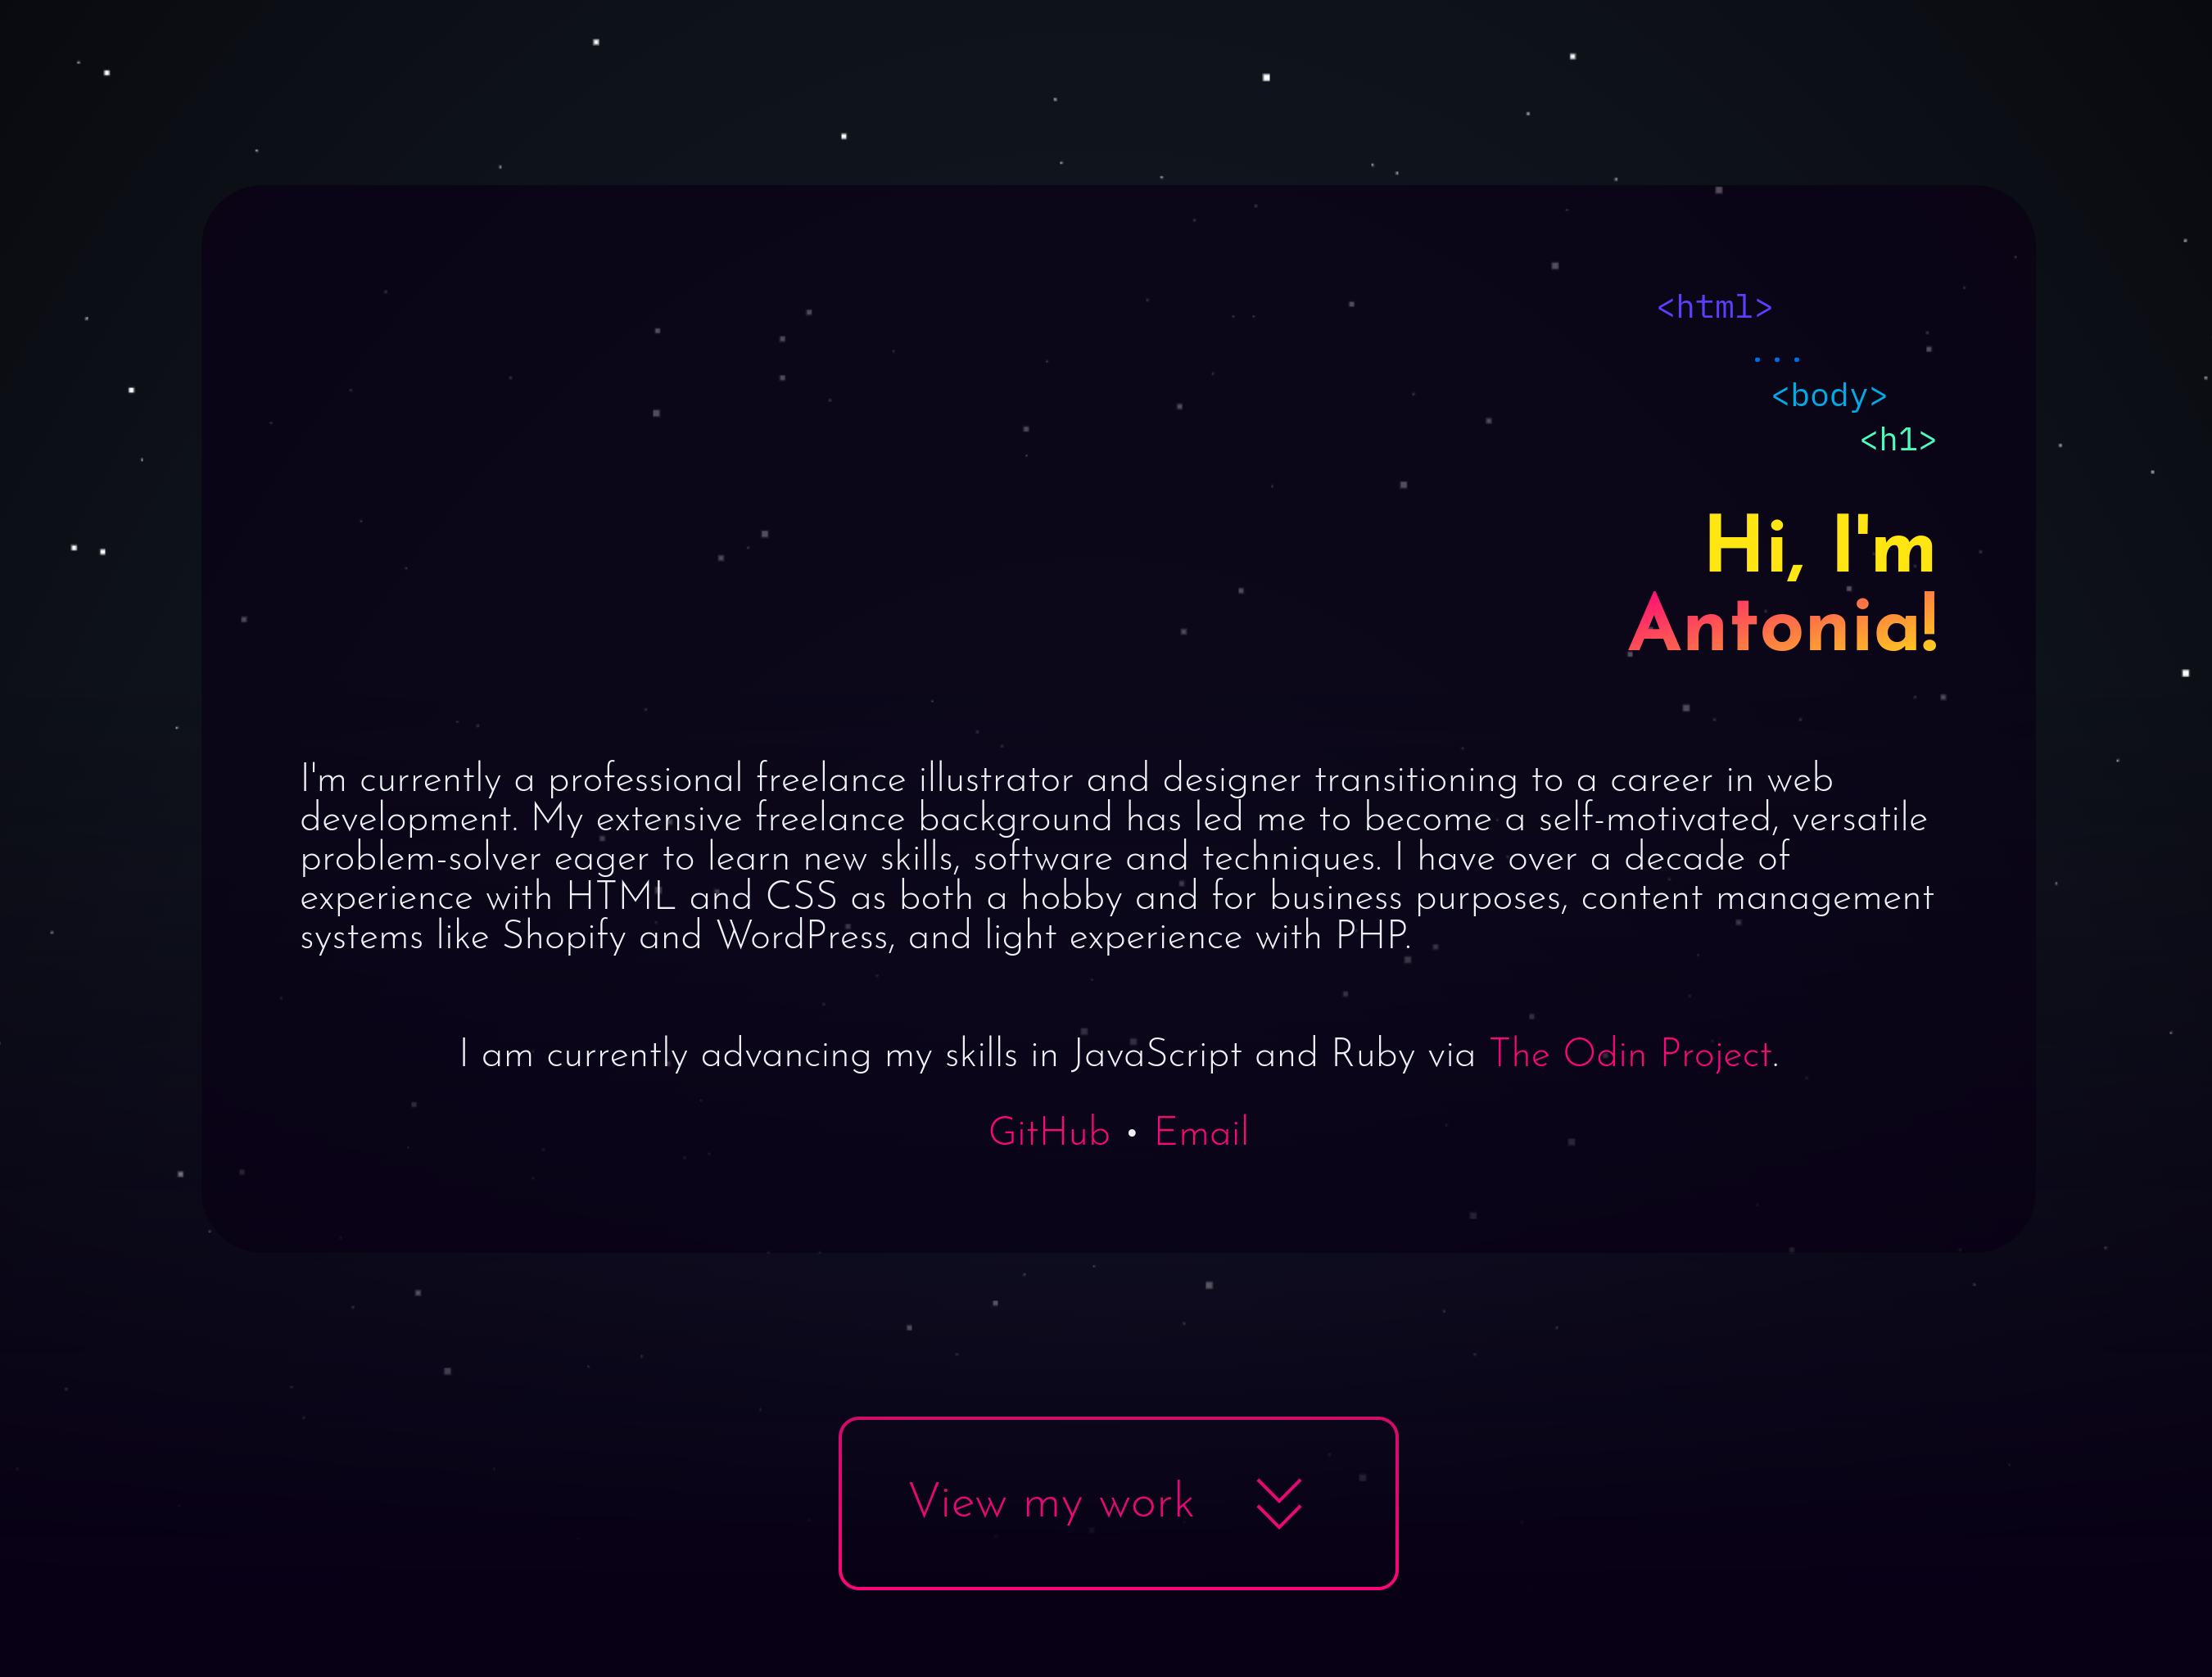 <html>
...
<body>
<h1>
Hi, I'm
Antonia!
I'm currently a professional freelance illustrator and designer transitioning to a career in web
development. My extensive freelance background has led me to become a self-motivated, versatile
problem-solver eager to learn new skills, software and techniques. I have over a decade of
experience with HTML and CSS as both a hobby and for business purposes, content management
systems like Shopify and WordPress, and light experience with PHP.
I am currently advancing my skills in JavaScript and Ruby via The Odin Project.
GitHub • Email
View my work